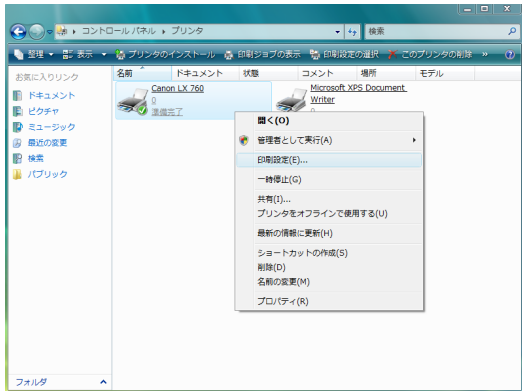 コントロール パネル ▸ プリンタ
検索
整理 表示 プリンタのインストール 印刷ジョブの表示 印刷設定の選択 このプリンタの削除 »
お気に入りリンク
名前 ドキュメント 状態 コメント 場所 モデル
ドキュメント
ピクチャ
ミュージック
最近の変更
検索
パブリック
Canon LX 760
0
準備完了
Microsoft XPS Document
Writer
0
開く(O)
管理者として実行(A)
印刷設定(E)...
一時停止(G)
共有(I)...
プリンタをオフラインで使用する(U)
最新の情報に更新(H)
ショートカットの作成(S)
削除(D)
名前の変更(M)
プロパティ(R)
フォルダ